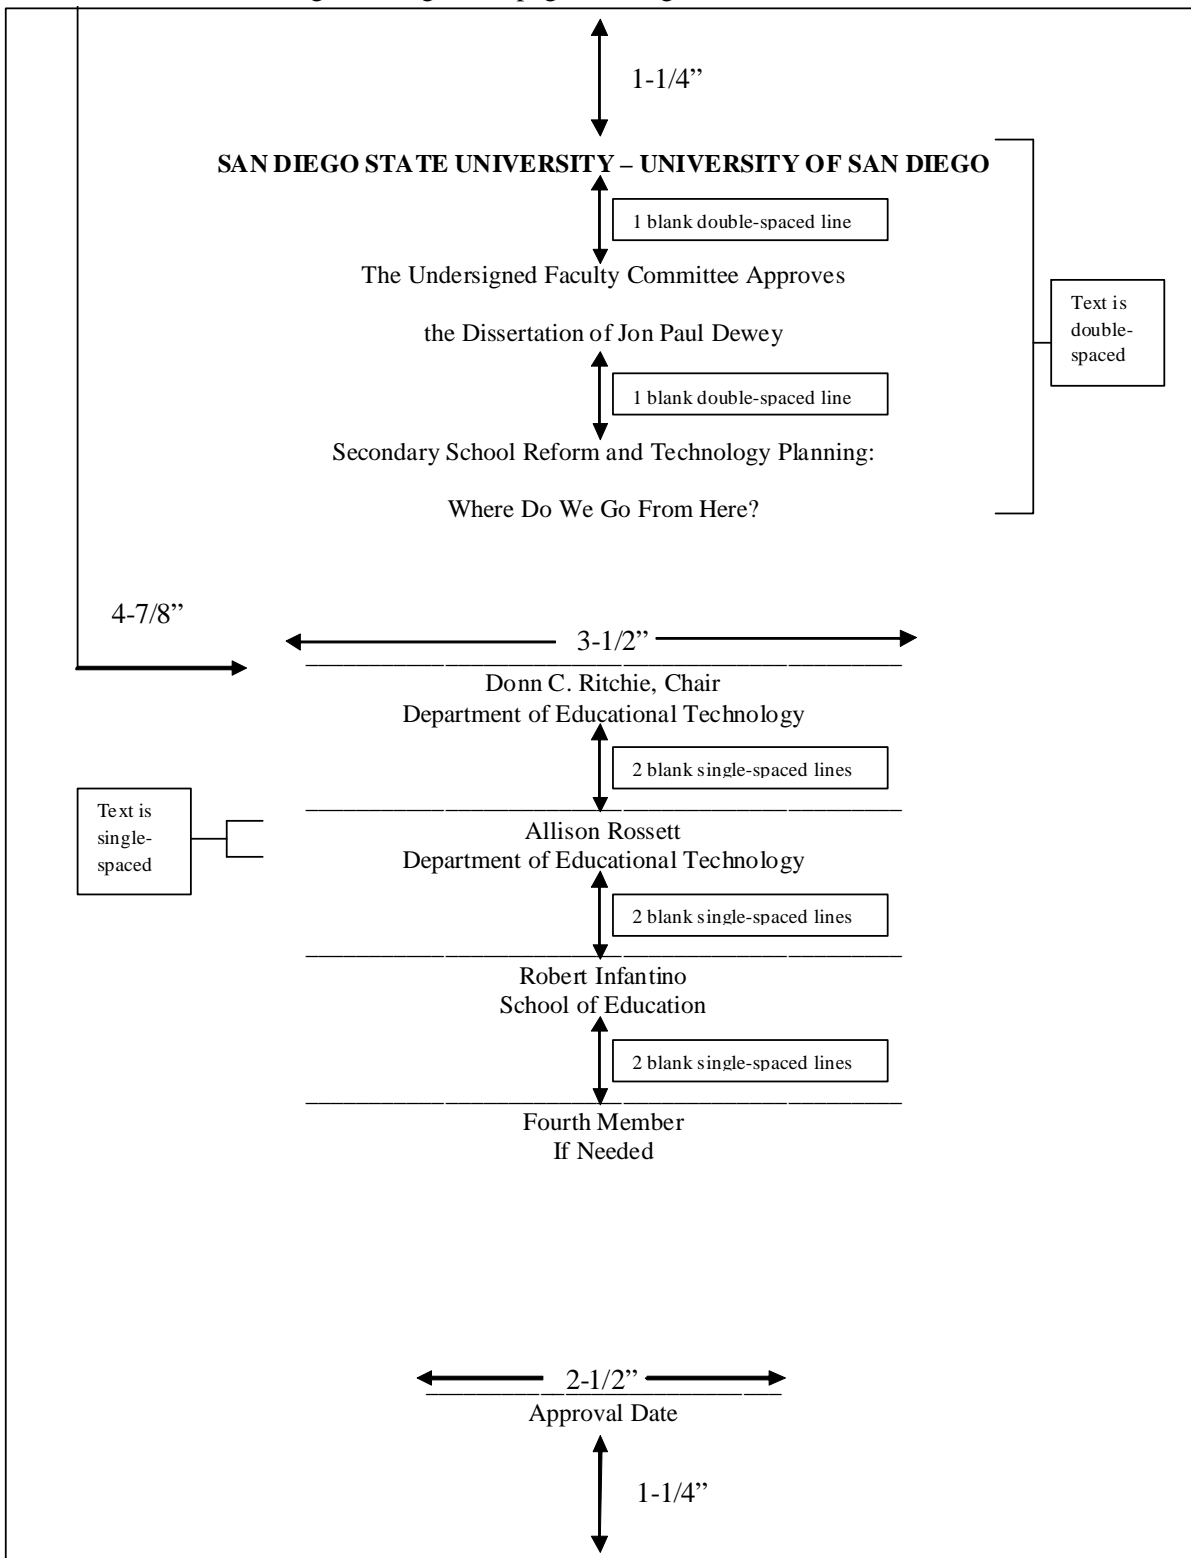 1-1/4”
SAN DIEGO STATE UNIVERSITY – UNIVERSITY OF SAN DIEGO
1 blank double-spaced line
The Undersigned Faculty Committee Approves
the Dissertation of Jon Paul Dewey
Text is
double-
spaced
1 blank double-spaced line
Secondary School Reform and Technology Planning:
Where Do We Go From Here?
4-7/8”
3-1/2”
Donn C. Ritchie, Chair
Department of Educational Technology
2 blank single-spaced lines
Text is
single-
spaced
Allison Rossett
Department of Educational Technology
2 blank single-spaced lines
Robert Infantino
School of Education
2 blank single-spaced lines
Fourth Member
If Needed
2-1/2”
Approval Date
1-1/4”